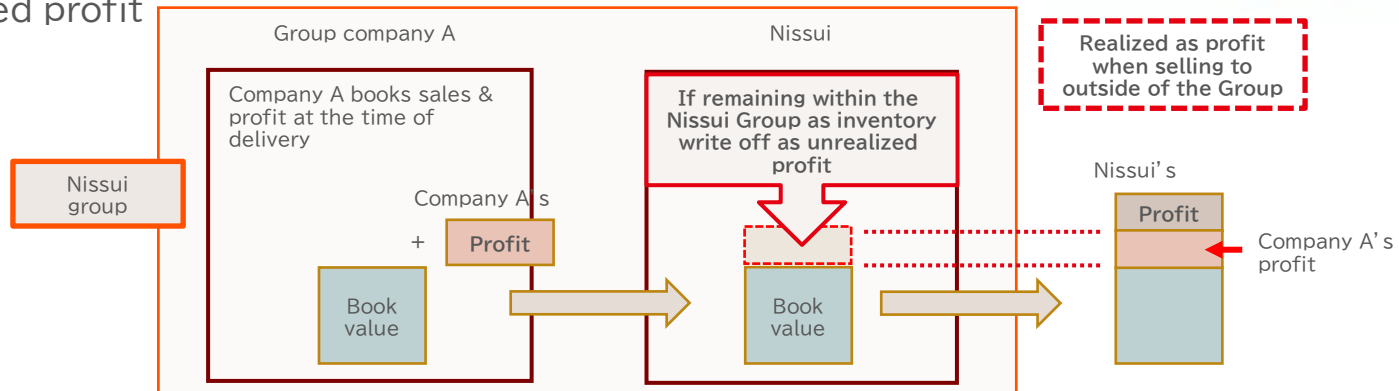 ed profit
Group company A
Nissui
Realized as profit
when selling to
outside of the Group
Company A books sales &
profit at the time of
delivery
If remaining within the
Nissui Group as inventory
write off as unrealized
profit
Nissui
group
Company A's
+
Profit
Book
value
Book
value
Nissui's
Profit
Company A's
profit